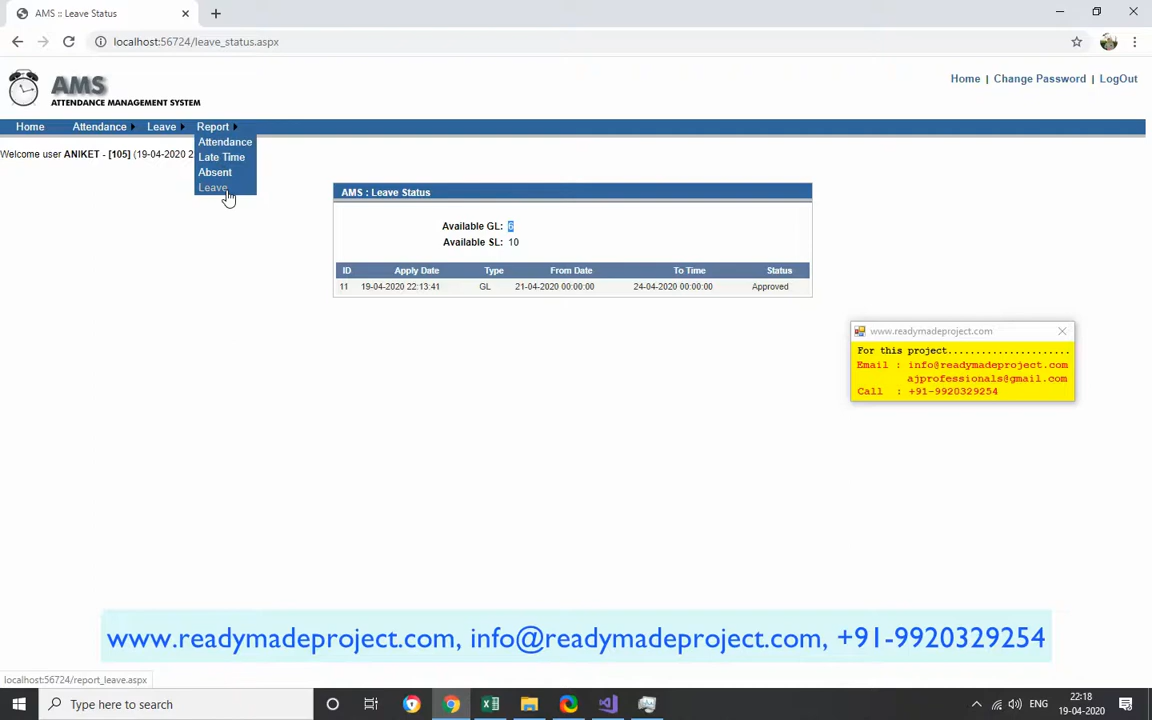 AMS :: Leave Status
localhost:56724/leave_status.aspx
AMS
ATTENDANCE MANAGEMENT SYSTEM
Home | Change Password | LogOut
Home Attendance Leave Report
Attendance
Late Time
Absent
Leave
Welcome user ANIKET - [105] (19-04-2020 2
AMS : Leave Status
Available GL: 6
Available SL: 10
ID Apply Date Type From Date To Time Status
11 19-04-2020 22:13:41 GL 21-04-2020 00:00:00 24-04-2020 00:00:00 Approved
www.readymadeproject.com
For this project......................
Email : info@readymadeproject.com
ajprofessionals@gmail.com
Call : +91-9920329254
www.readymadeproject.com, info@readymadeproject.com, +91-9920329254
localhost:56724/report_leave.aspx
Type here to search
ENG
22:18
19-04-2020